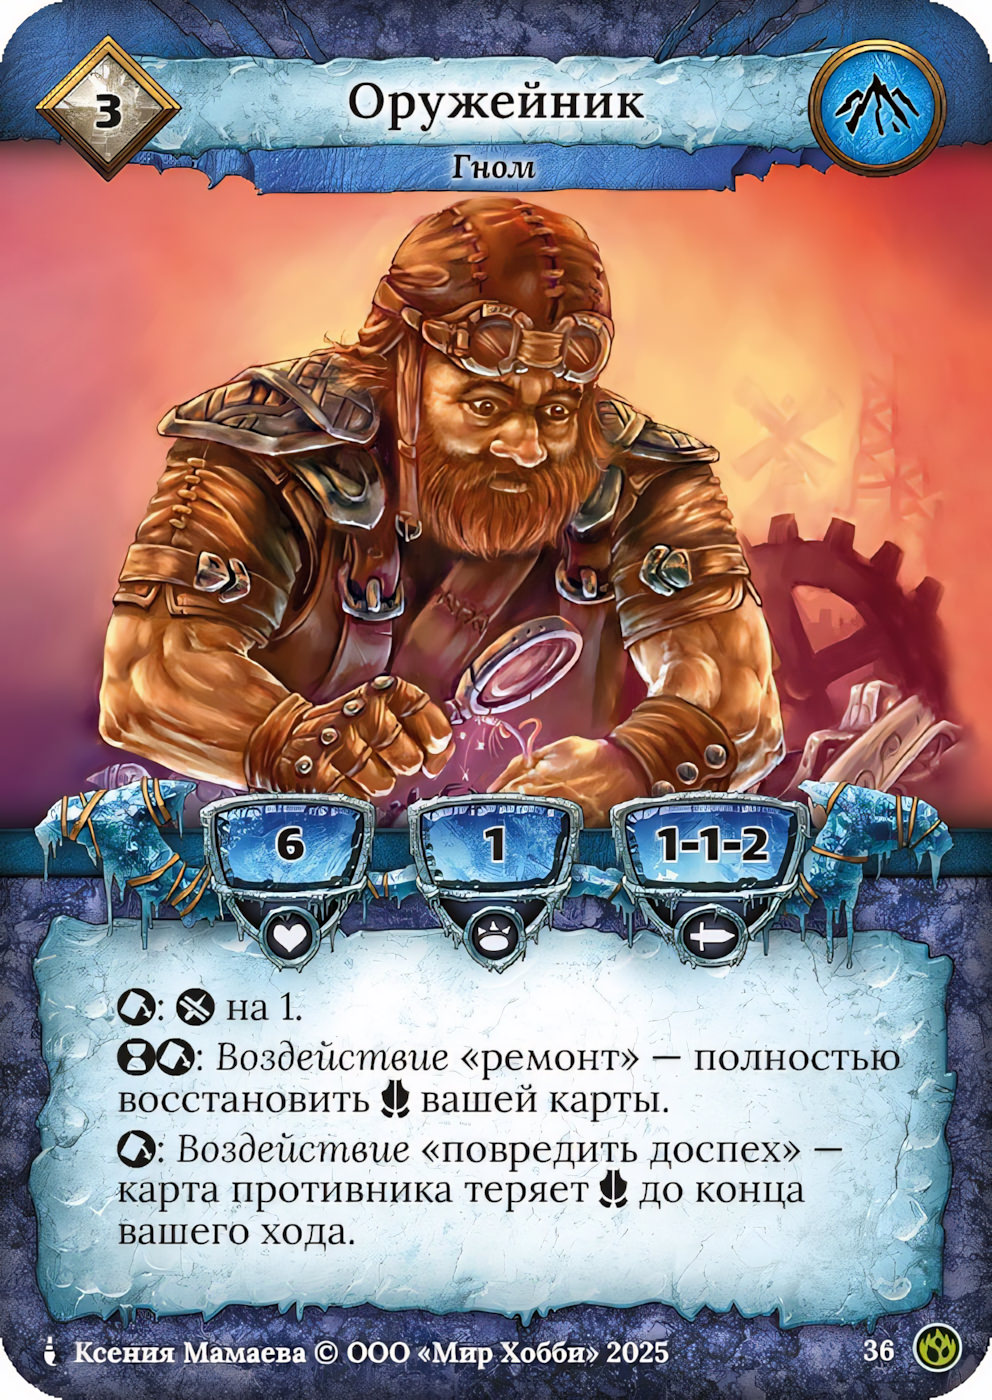 3
Оружейник
Гном
6
1
1-1-2
: на 1.
: Воздействие «ремонт» — полностью
восстановить вашей карты.
: Воздействие «повредить доспех» —
карта противника теряет до конца
вашего хода.
Ксения Мамаева © ООО «Мир Хобби» 2025
36